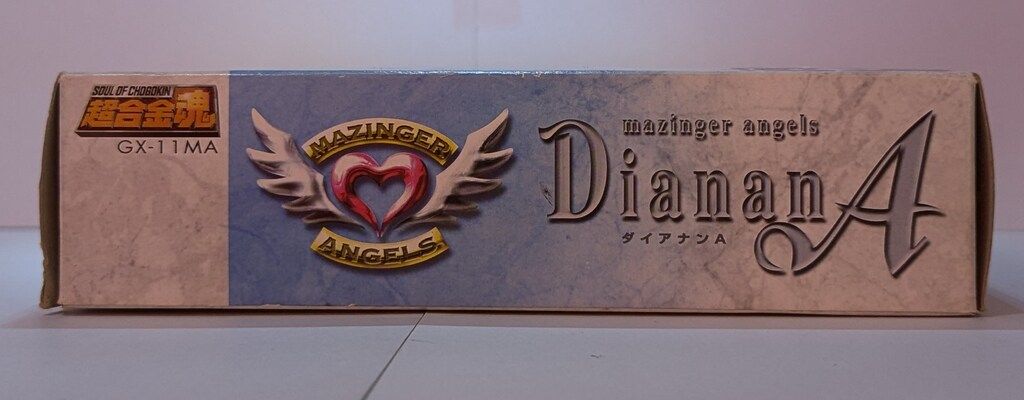 SOUL OF CHOGOKIN
超合金魂
GX-11MA
MAZINGER
ANGELS
mazinger angels
Dianan A
ダイアナンA